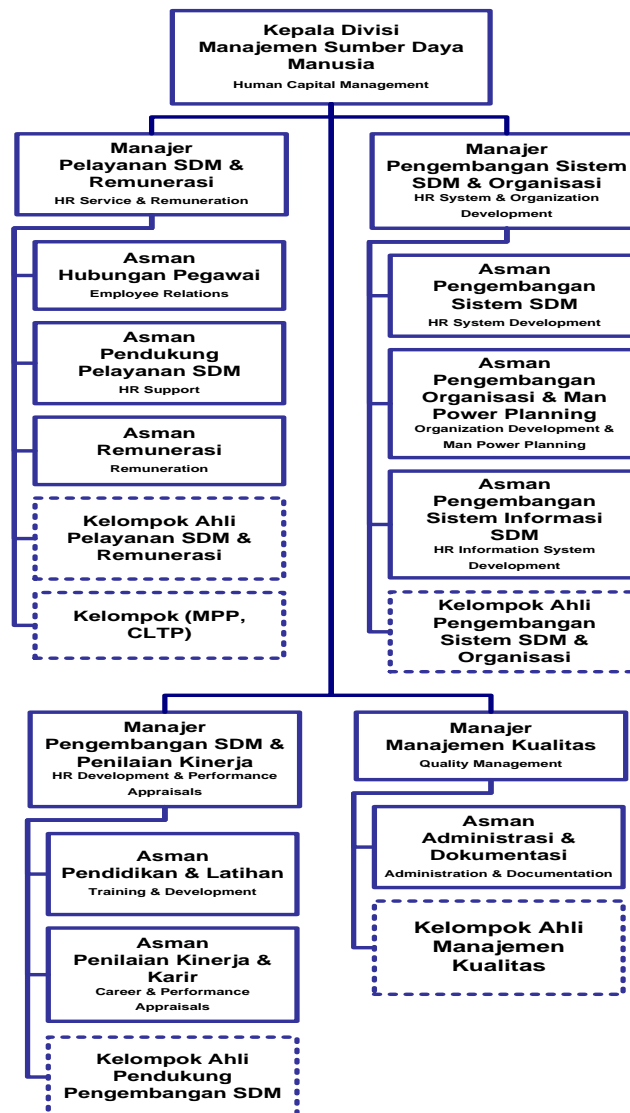 Kepala Divisi
Manajemen Sumber Daya
Manusia
Human Capital Management
Manajer
Pelayanan SDM &
Remunerasi
HR Service & Remuneration
Asman
Hubungan Pegawai
Employee Relations
Asman
Pendukung
Pelayanan SDM
HR Support
Asman
Remunerasi
Remuneration
Kelompok Ahli
Pelayanan SDM &
Remunerasi
Kelompok (MPP,
CLTP)
Manajer
Pengembangan Sistem
SDM & Organisasi
HR System & Organization
Development
Asman
Pengembangan
Sistem SDM
HR System Development
Asman
Pengembangan
Organisasi & Man
Power Planning
Organization Development &
Man Power Planning
Asman
Pengembangan
Sistem Informasi
SDM
HR Information System
Development
Kelompok Ahli
Pengembangan
Sistem SDM &
Organisasi
Manajer
Pengembangan SDM &
Penilaian Kinerja
HR Development & Performance
Appraisals
Asman
Pendidikan & Latihan
Training & Development
Asman
Penilaian Kinerja &
Karir
Career & Performance
Appraisals
Kelompok Ahli
Pendukung
Pengembangan SDM
Manajer
Manajemen Kualitas
Quality Management
Asman
Administrasi &
Dokumentasi
Administration & Documentation
Kelompok Ahli
Manajemen
Kualitas